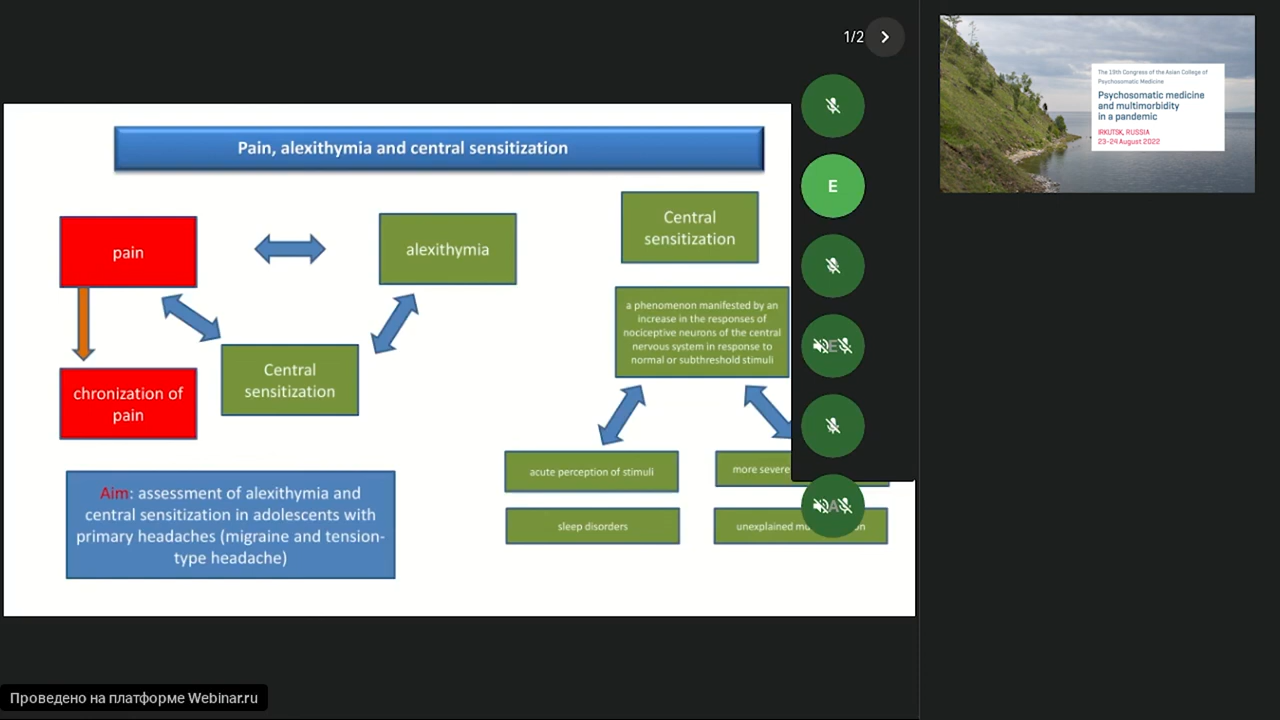 1/2
Pain, alexithymia and central sensitization
pain
alexithymia
Central
sensitization
chronization of
pain
Aim: assessment of alexithymia and
central sensitization in adolescents with
primary headaches (migraine and tension-
type headache)
Central
sensitization
a phenomenon manifested by an
increase in the responses of
nociceptive neurons of the central
nervous system in response to
normal or subthreshold stimuli
acute perception of stimuli
more severe
sleep disorders
unexplained
E
E
A
The 19th Congress of the Asian College of
Psychosomatic Medicine
Psychosomatic medicine
and multimorbidity
in a pandemic
IRKUTSK, RUSSIA
23-24 August 2022
Проведено на платформе Webinar.ru